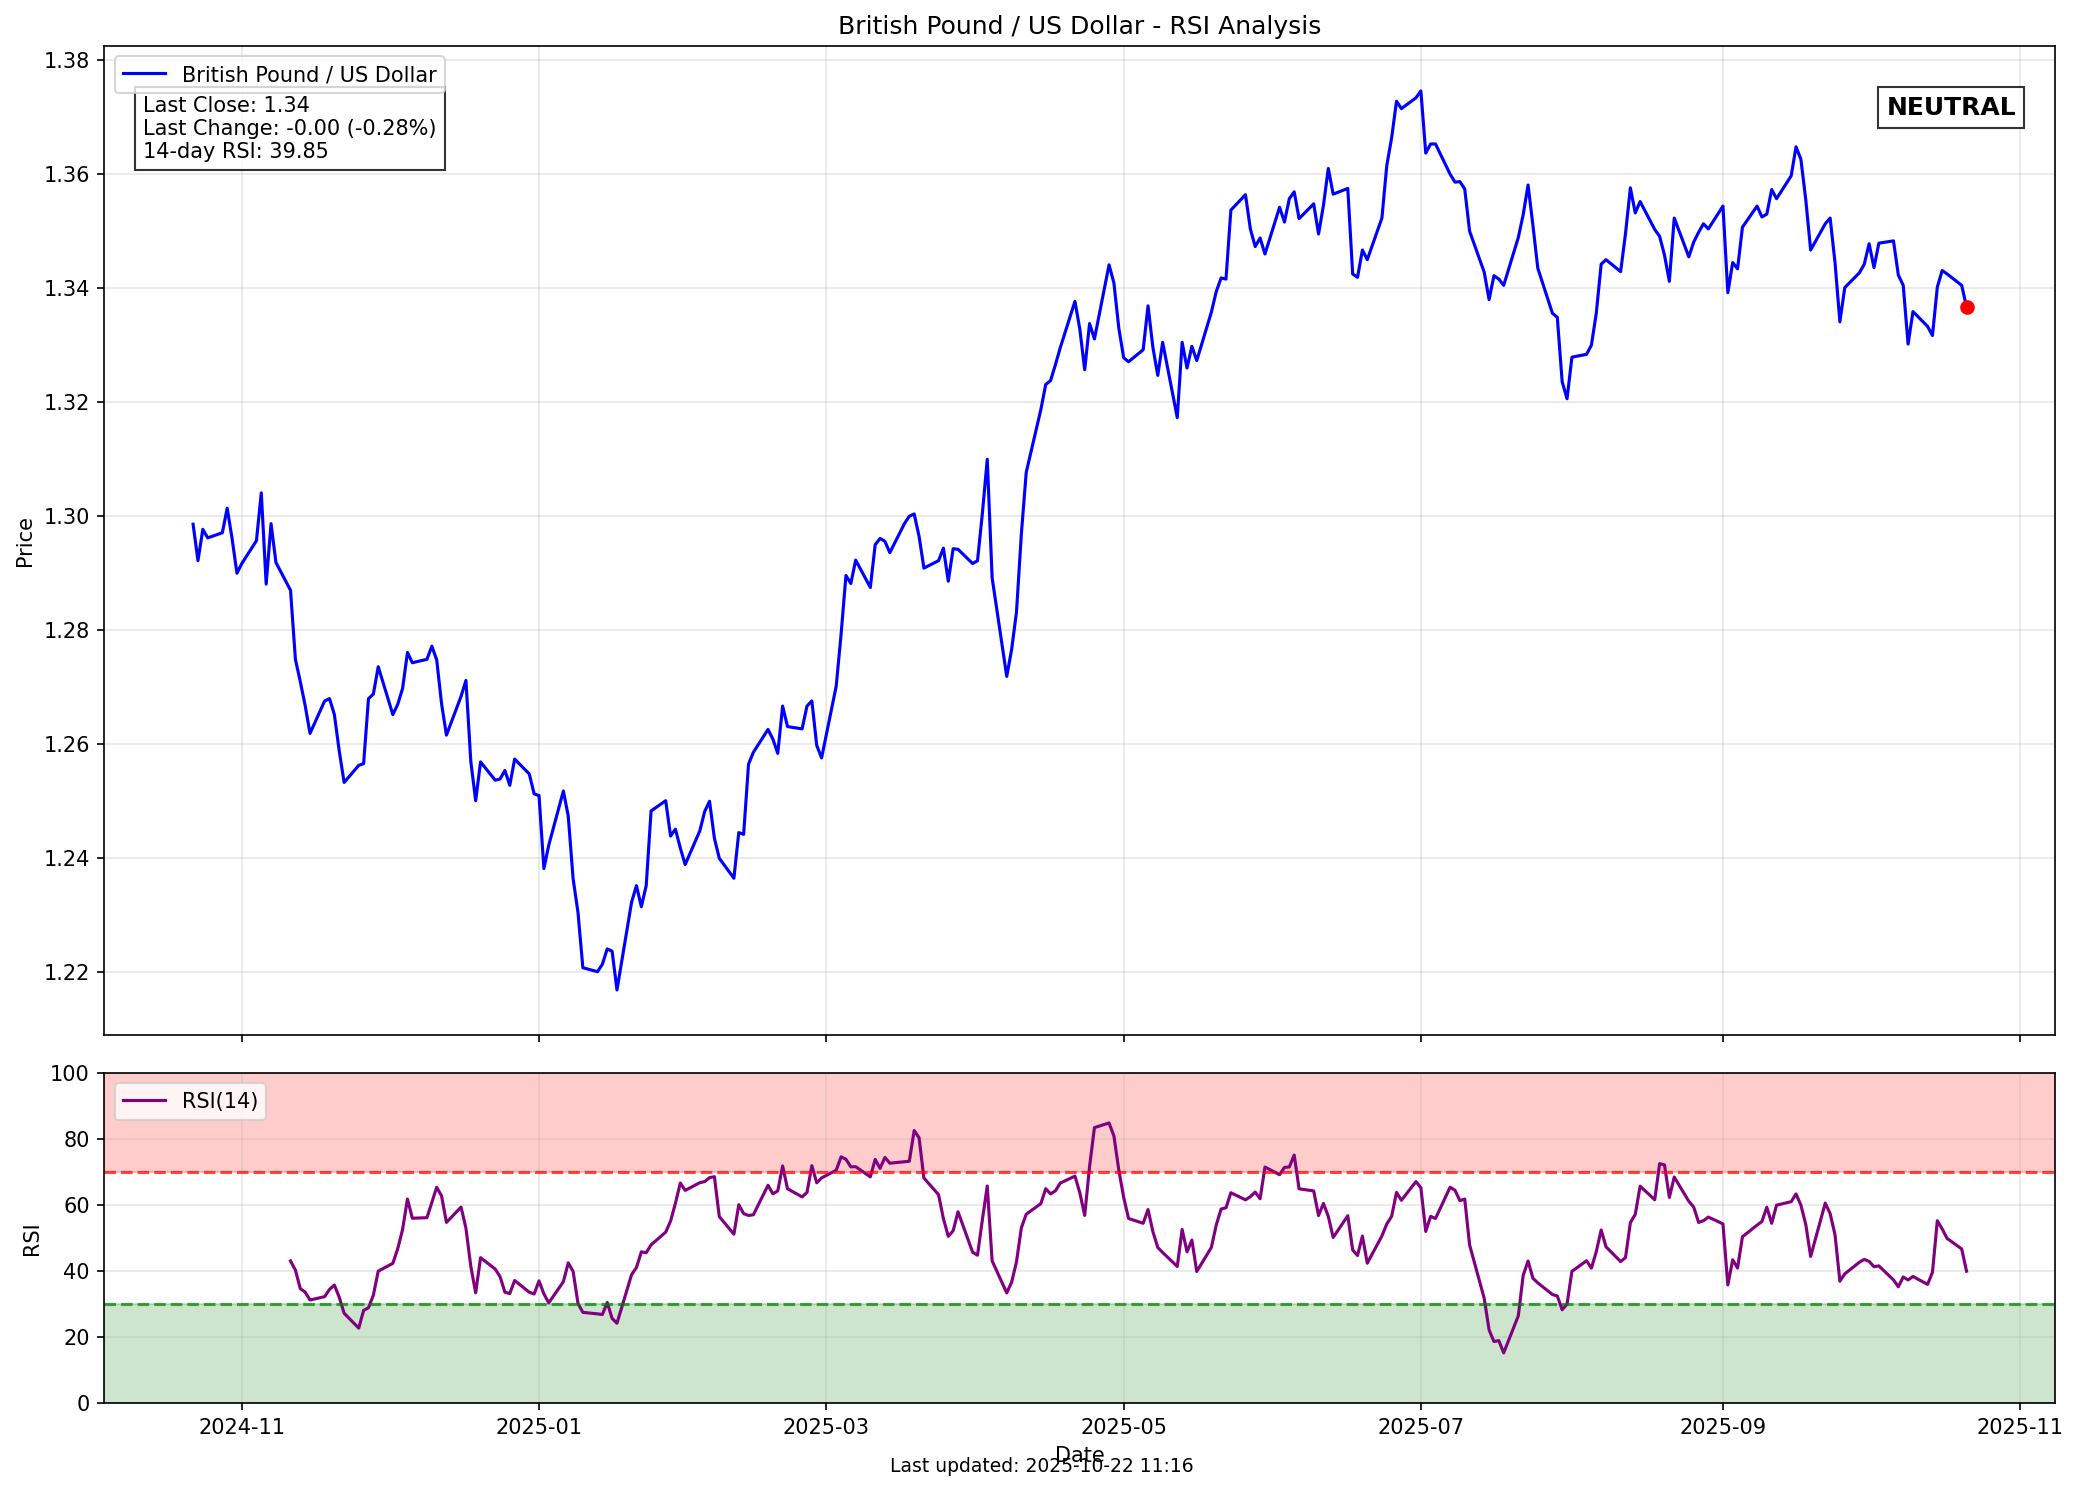 British Pound / US Dollar - RSI Analysis
British Pound / US Dollar
Last Close: 1.34
Last Change: -0.00 (-0.28%)
14-day RSI: 39.85
NEUTRAL
Price
1.38
1.36
1.34
1.32
1.30
1.28
1.26
1.24
1.22
RSI(14)
RSI
100
80
60
40
20
0
2024-11
2025-01
2025-03
2025-05
2025-07
2025-09
2025-11
Date
Last updated: 2025-10-22 11:16